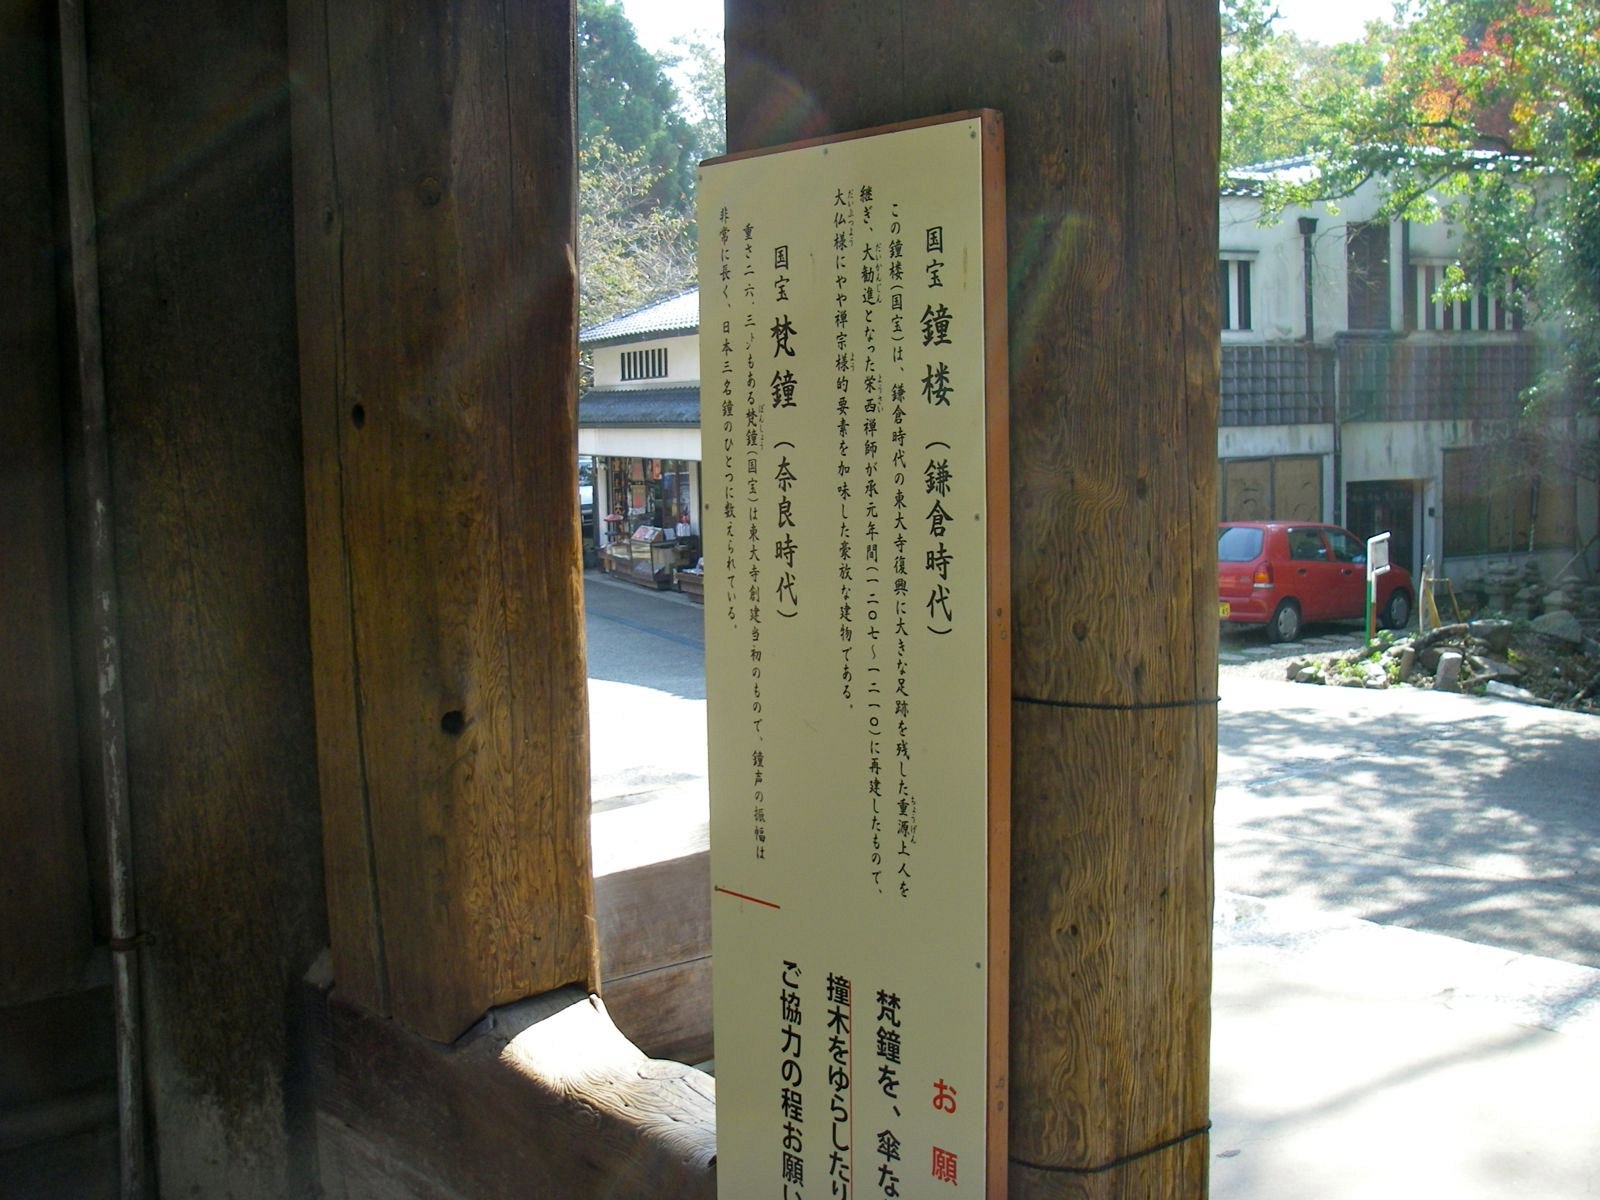 国宝 鐘楼（鎌倉時代）
この鐘楼（国宝）は、鎌倉時代の東大寺復興に大きな足跡を残した重源上人を
継ぎ、大勧進となった栄西禅師が承元年間（一二〇七～一二一〇）に再建したもので、
大仏様にやや禅宗様的要素を加味した豪放な建物である。
国宝 梵鐘（奈良時代）
重さ二六．三㌧もある梵鐘（国宝）は東大寺創建当初のもので、鐘声の振幅は
非常に長く、日本三名鐘のひとつに数えられている。
お願
梵鐘を、傘な
撞木をゆらしたり
ご協力の程お願い